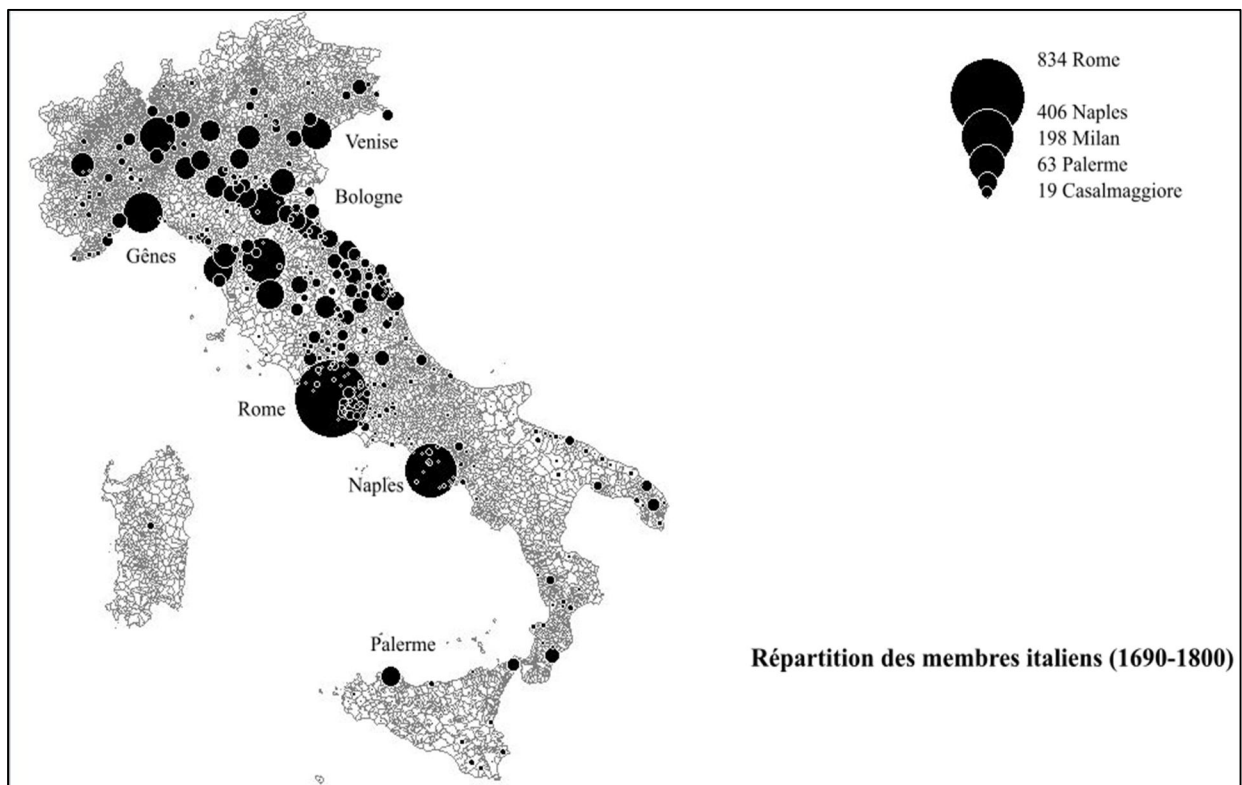 834 Rome
406 Naples
198 Milan
63 Palerme
19 Casalmaggiore
Venise
Bologne
Gênes
Rome
Naples
Palerme
Répartition des membres italiens (1690-1800)